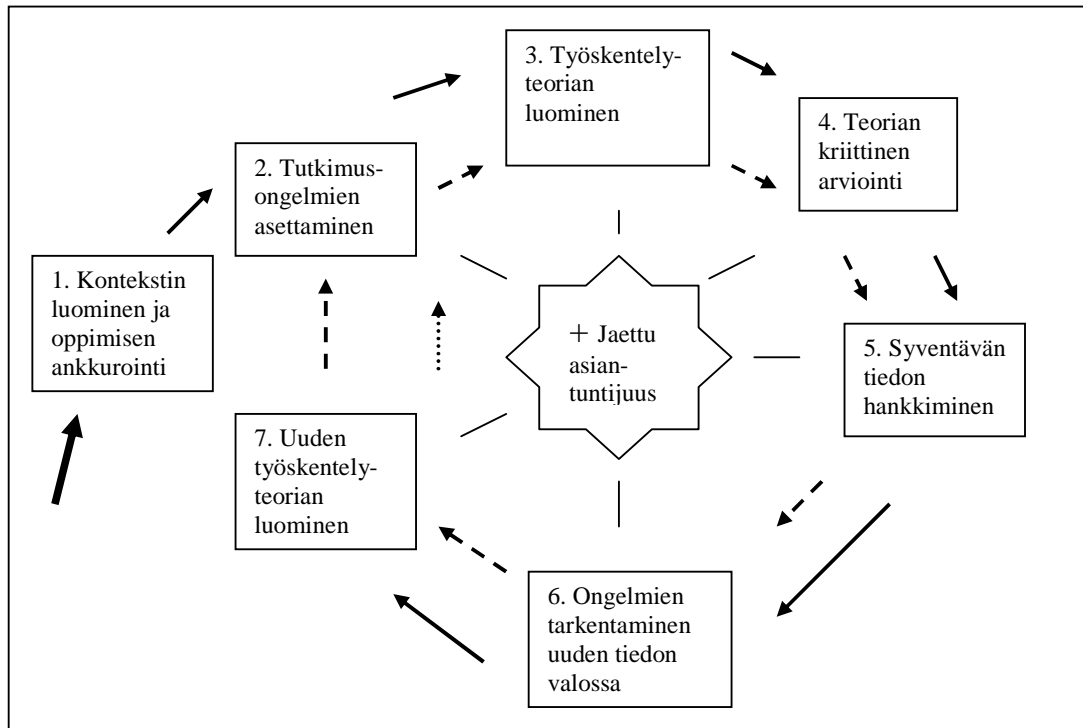 1. Kontekstin
luominen ja
oppimisen
ankkurointi
2. Tutkimus-
ongelmien
asettaminen
3. Työskentely-
teorian
luominen
4. Teorian
kriittinen
arviointi
5. Syventävän
tiedon
hankkiminen
6. Ongelmien
tarkentaminen
uuden tiedon
valossa
7. Uuden
työskentely-
teorian
luominen
+ Jaettu
asian-
tuntijuus